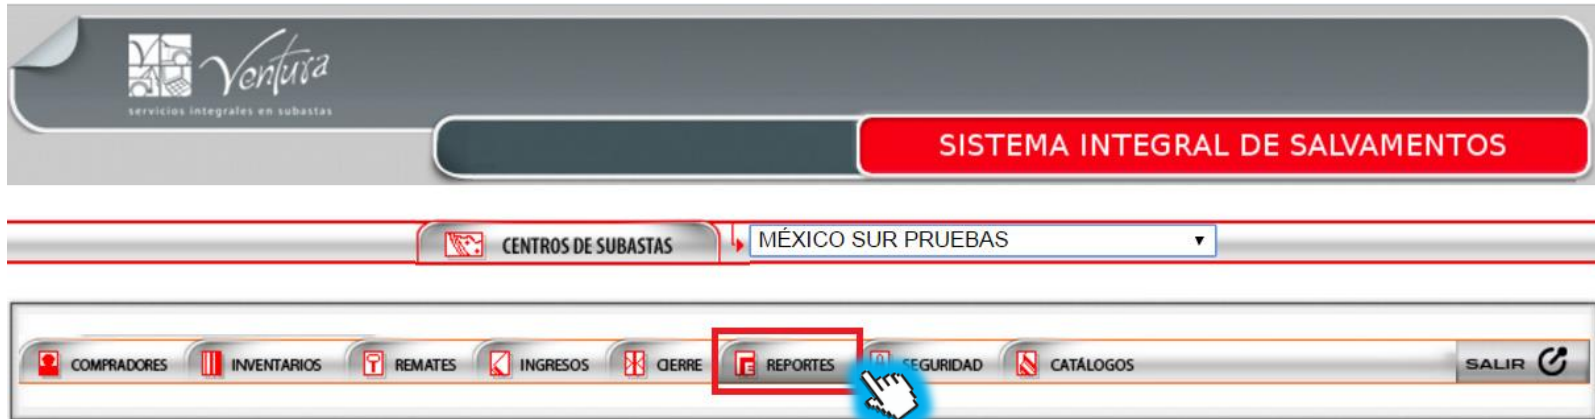 Ventura
servicios integrales en subastas
SISTEMA INTEGRAL DE SALVAMENTOS
CENTROS DE SUBASTAS MÉXICO SUR PRUEBAS
COMPRADORES INVENTARIOS REMATES INGRESOS CIERRE REPORTES SEGURIDAD CATÁLOGOS SALIR